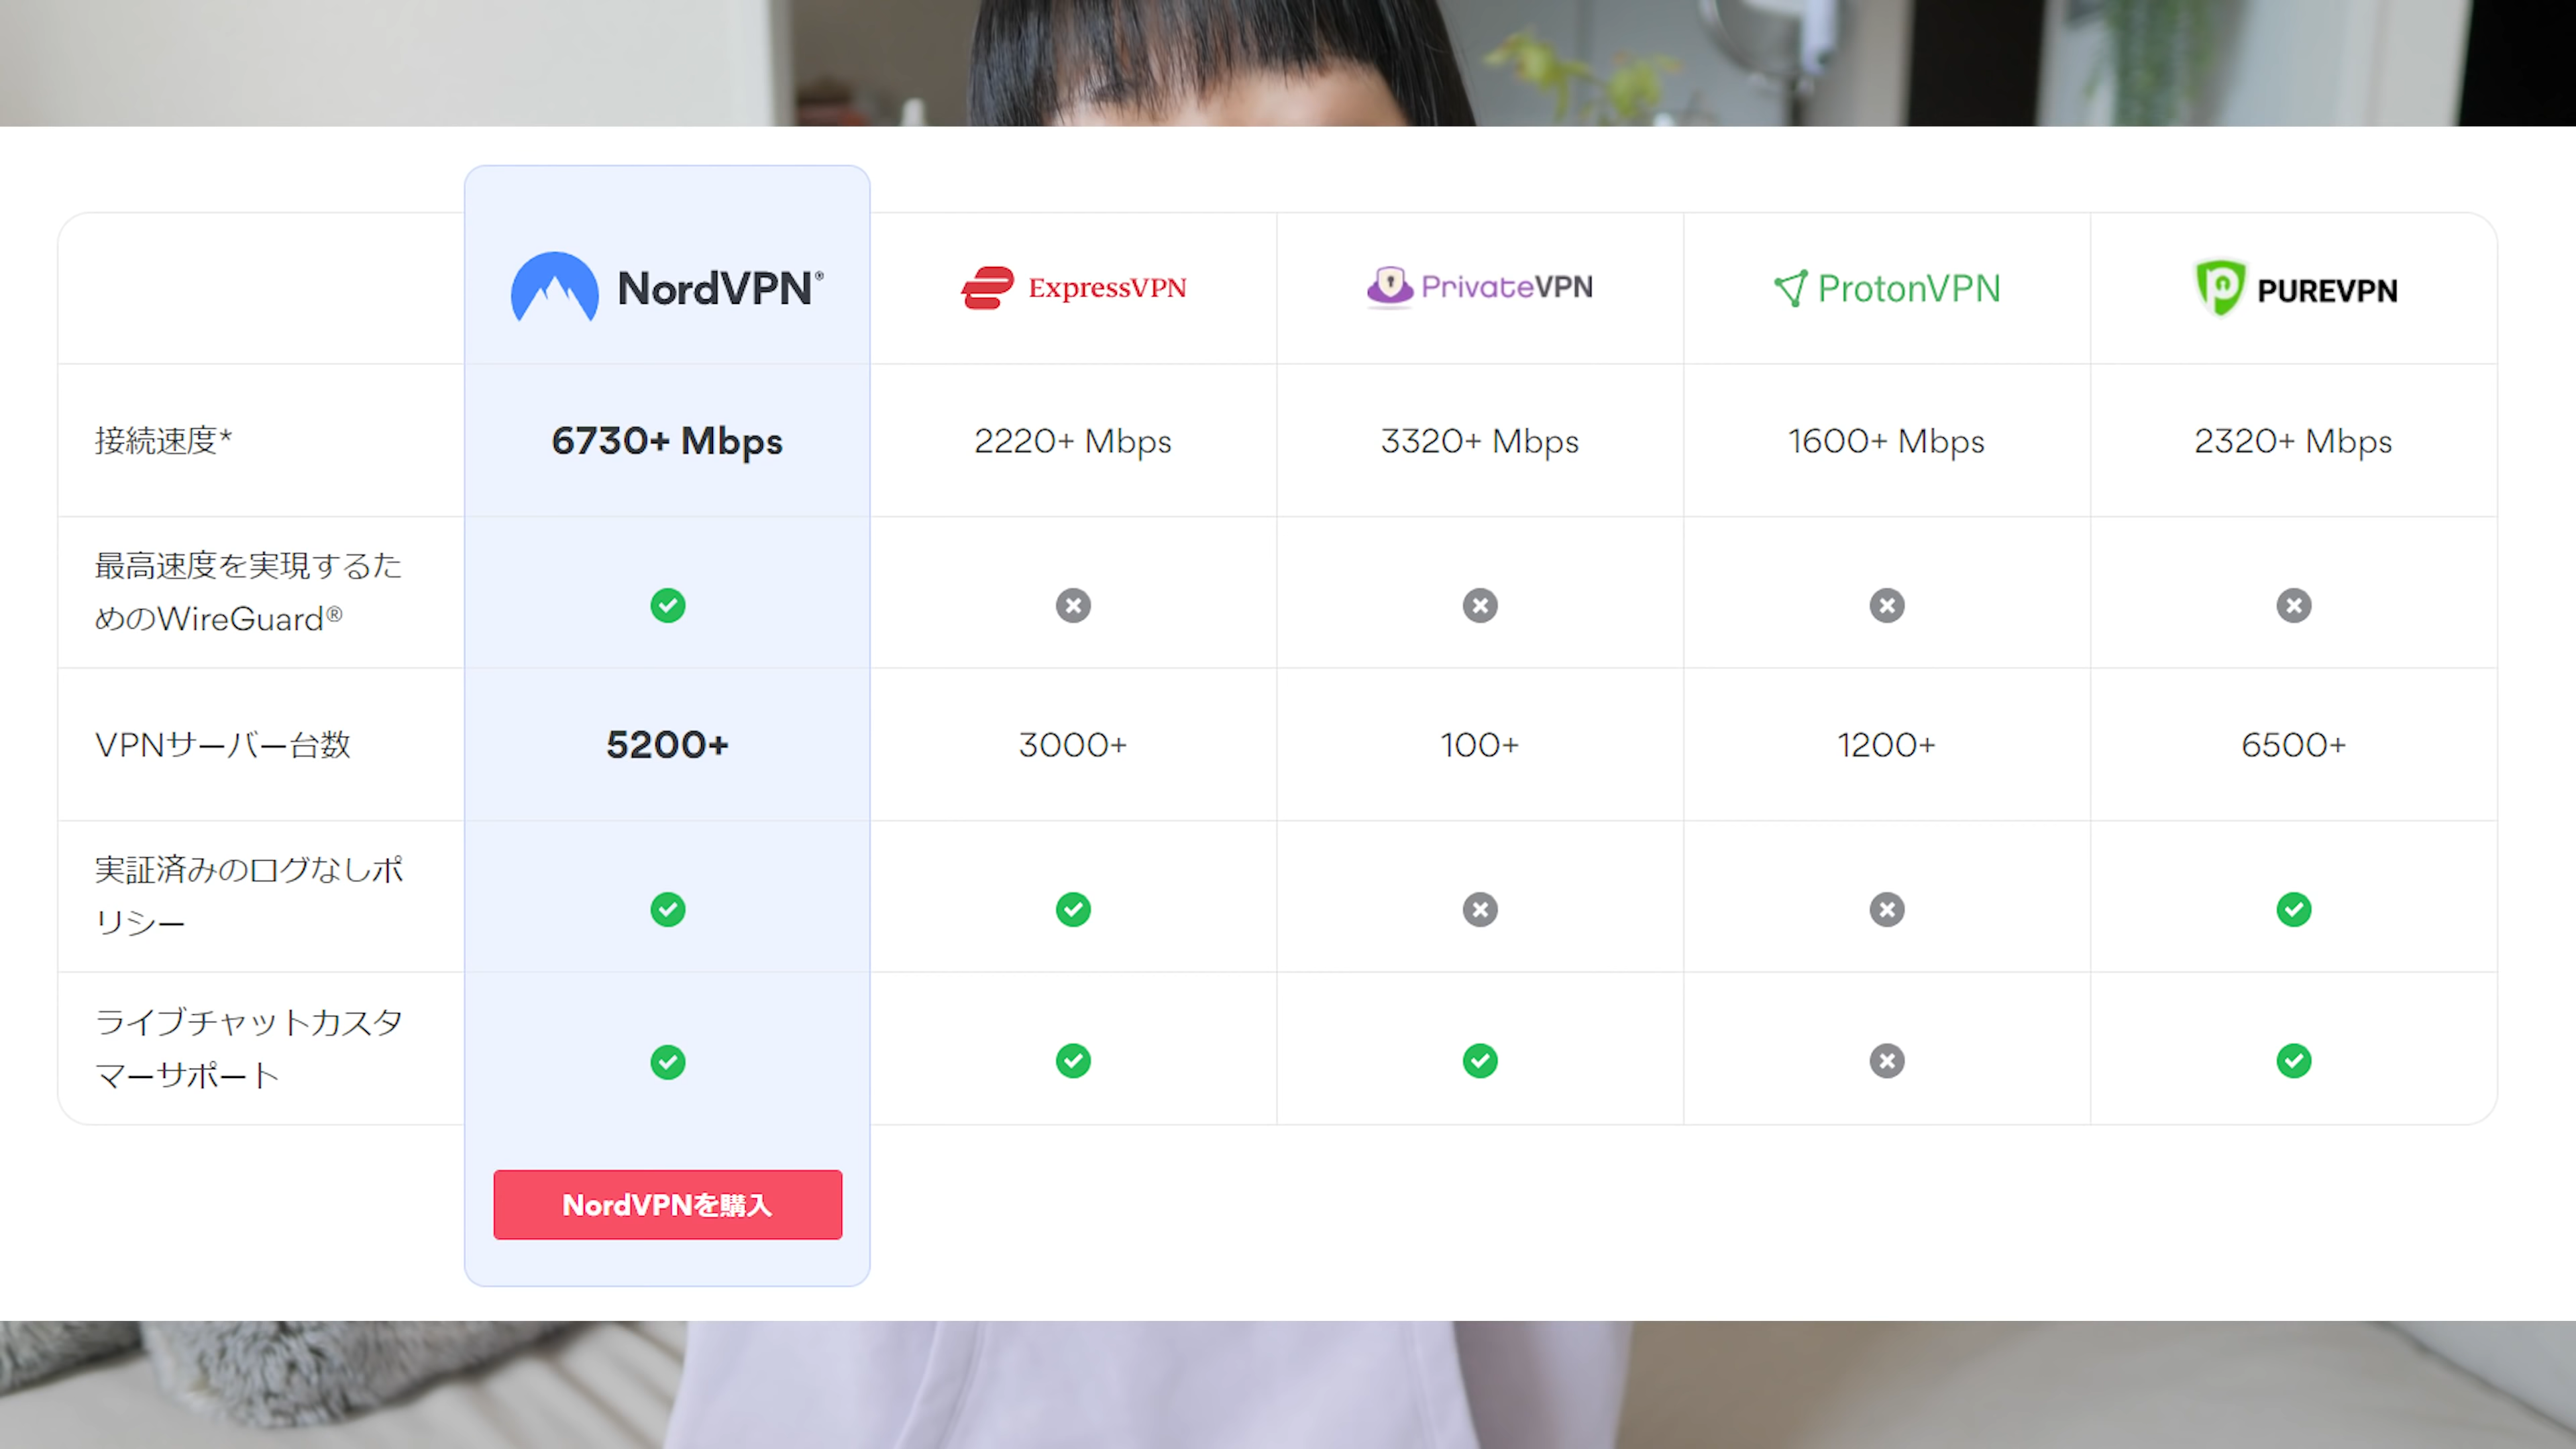 NordVPN® ExpressVPN PrivateVPN ProtonVPN PUREVPN
接続速度* 6730+ Mbps 2220+ Mbps 3320+ Mbps 1600+ Mbps 2320+ Mbps
最高速度を実現するた
めのWireGuard®
VPNサーバー台数 5200+ 3000+ 100+ 1200+ 6500+
実証済みのログなしポ
リシー
ライブチャットカスタ
マーサポート
NordVPNを購入